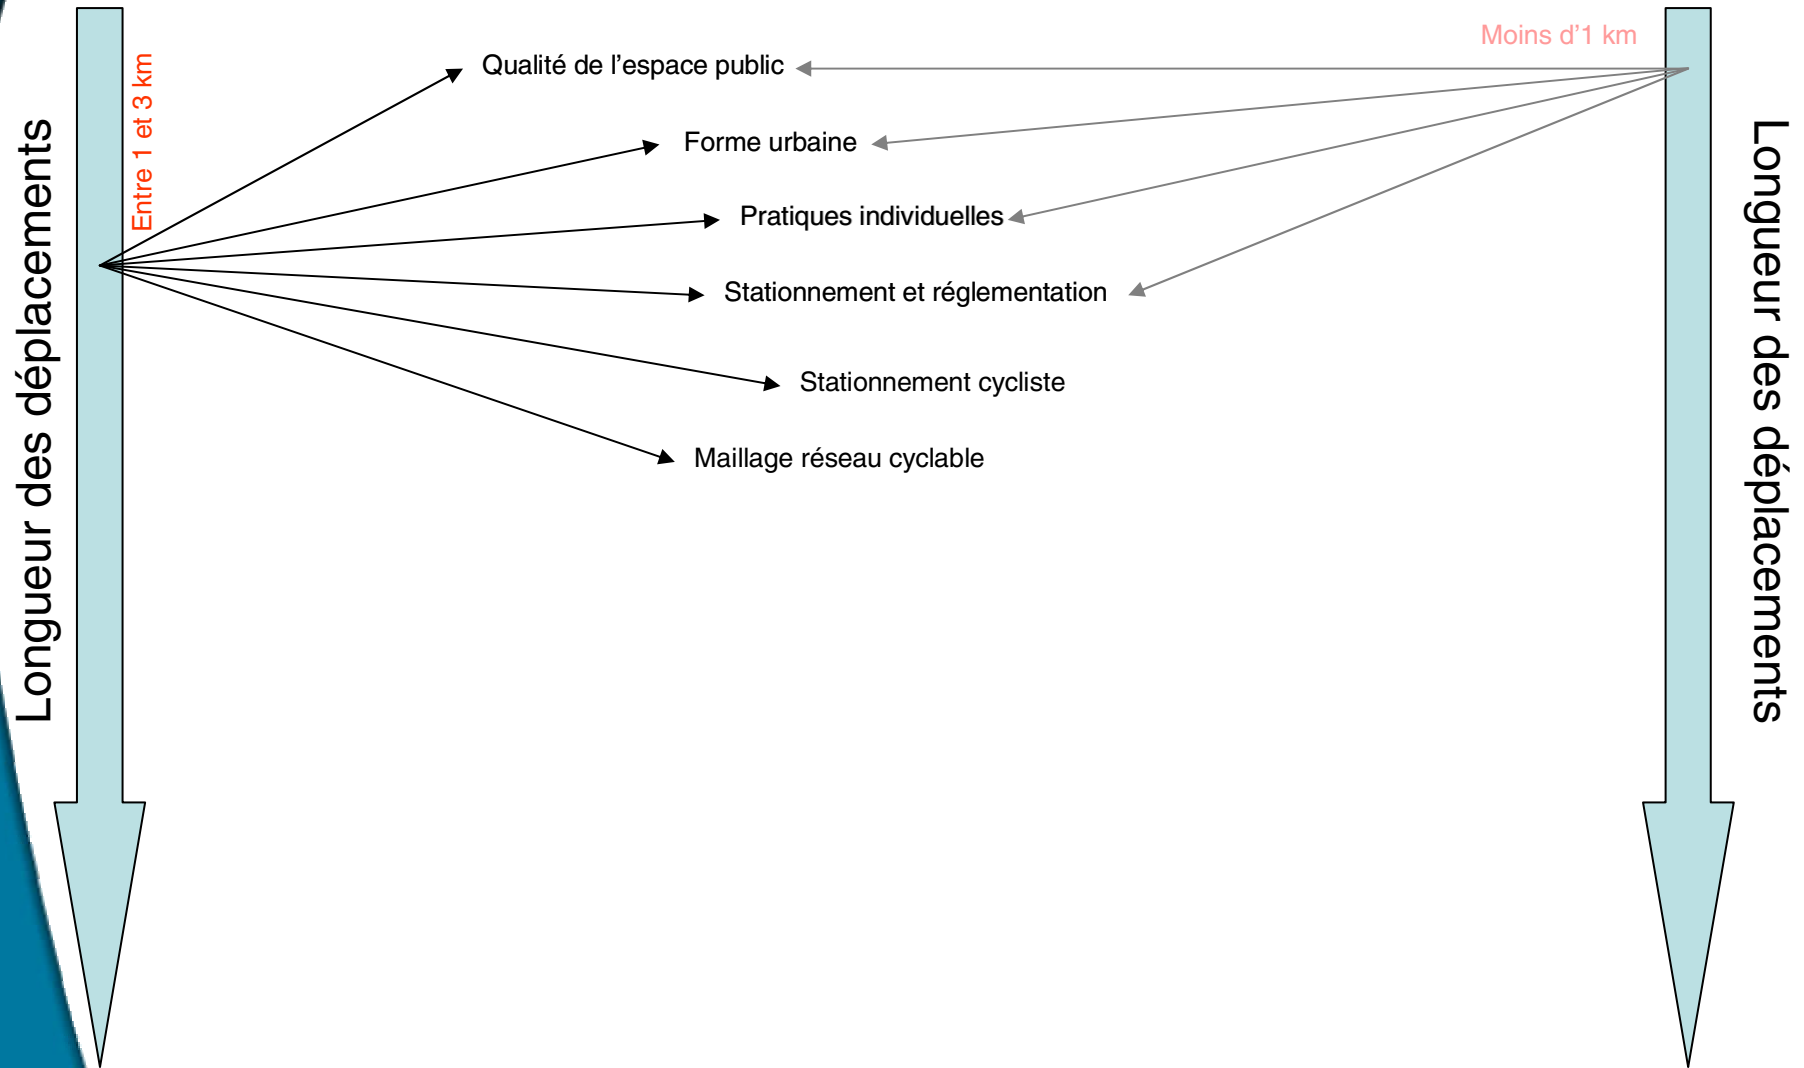 Longueur des déplacements
Entre 1 et 3 km
Moins d'1 km
Qualité de l'espace public
Forme urbaine
Pratiques individuelles
Stationnement et réglementation
Stationnement cycliste
Maillage réseau cyclable
Longueur des déplacements